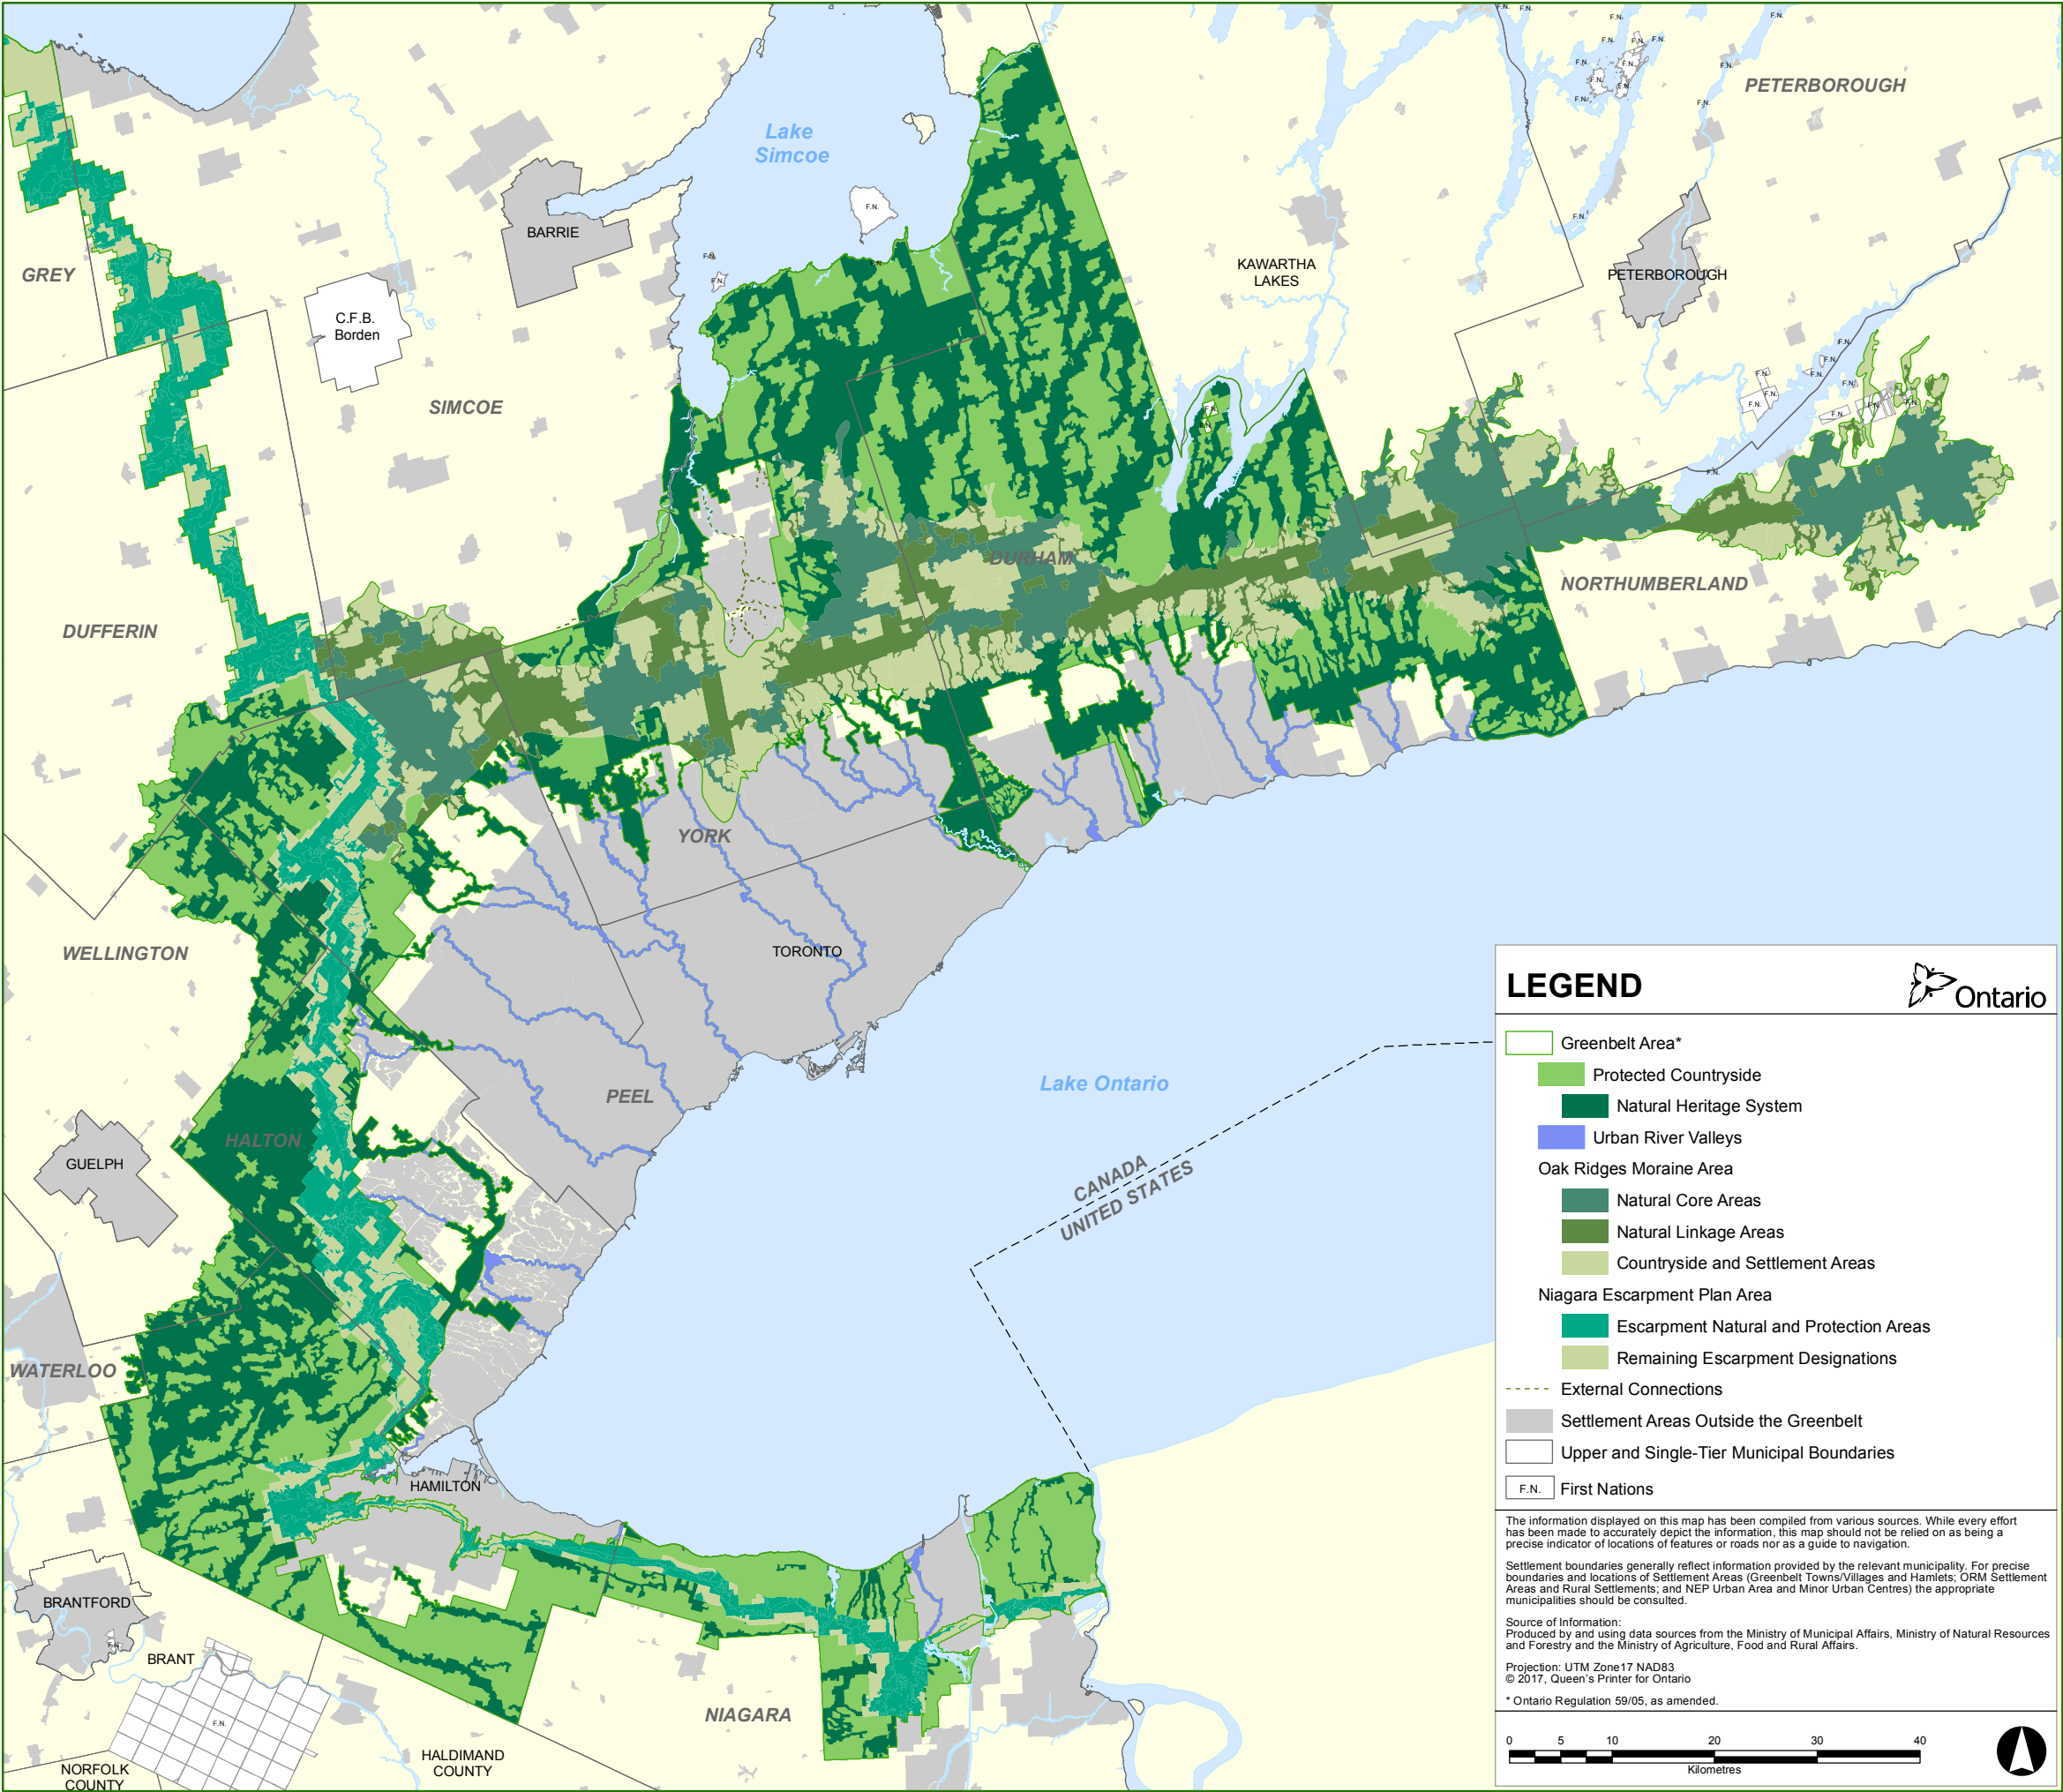 Lake
Simcoe
PETERBOROUGH
F.N.
F.N.
F.N.
F.N.
F.N.
F.N.
F.N.
F.N.
F.N.
F.N.
F.N.
F.N.
F.N.
F.N.
BARRIE
F.N.
F.N.
F.N.
F.N.
GREY
C.F.B.
Borden
KAWARTHA
LAKES
PETERBOROUGH
SIMCOE
F.N.
F.N.
F.N.
F.N.
F.N.
F.N.
F.N.
F.N.
F.N.
F.N.
F.N.
F.N.
F.N.
DURHAM
NORTHUMBERLAND
DUFFERIN
YORK
WELLINGTON
TORONTO
PEEL
Lake Ontario
HALTON
GUELPH
CANADA
UNITED STATES
WATERLOO
HAMILTON
BRANTFORD
F.N.
BRANT
F.N.
NIAGARA
HALDIMAND
COUNTY
NORFOLK
COUNTY
LEGEND
Ontario
Greenbelt Area*
Protected Countryside
Natural Heritage System
Urban River Valleys
Oak Ridges Moraine Area
Natural Core Areas
Natural Linkage Areas
Countryside and Settlement Areas
Niagara Escarpment Plan Area
Escarpment Natural and Protection Areas
Remaining Escarpment Designations
External Connections
Settlement Areas Outside the Greenbelt
Upper and Single-Tier Municipal Boundaries
F.N. First Nations
The information displayed on this map has been compiled from various sources. While every effort
has been made to accurately depict the information, this map should not be relied on as being a
precise indicator of locations of features or roads nor as a guide to navigation.
Settlement boundaries generally reflect information provided by the relevant municipality. For precise
boundaries and locations of Settlement Areas (Greenbelt Towns/Villages and Hamlets; ORM Settlement
Areas and Rural Settlements; and NEP Urban Area and Minor Urban Centres) the appropriate
municipalities should be consulted.
Source of Information:
Produced by and using data sources from the Ministry of Municipal Affairs, Ministry of Natural Resources
and Forestry and the Ministry of Agriculture, Food and Rural Affairs.
Projection: UTM Zone17 NAD83
© 2017, Queen's Printer for Ontario
* Ontario Regulation 59/05, as amended.
0 5 10 20 30 40
Kilometres